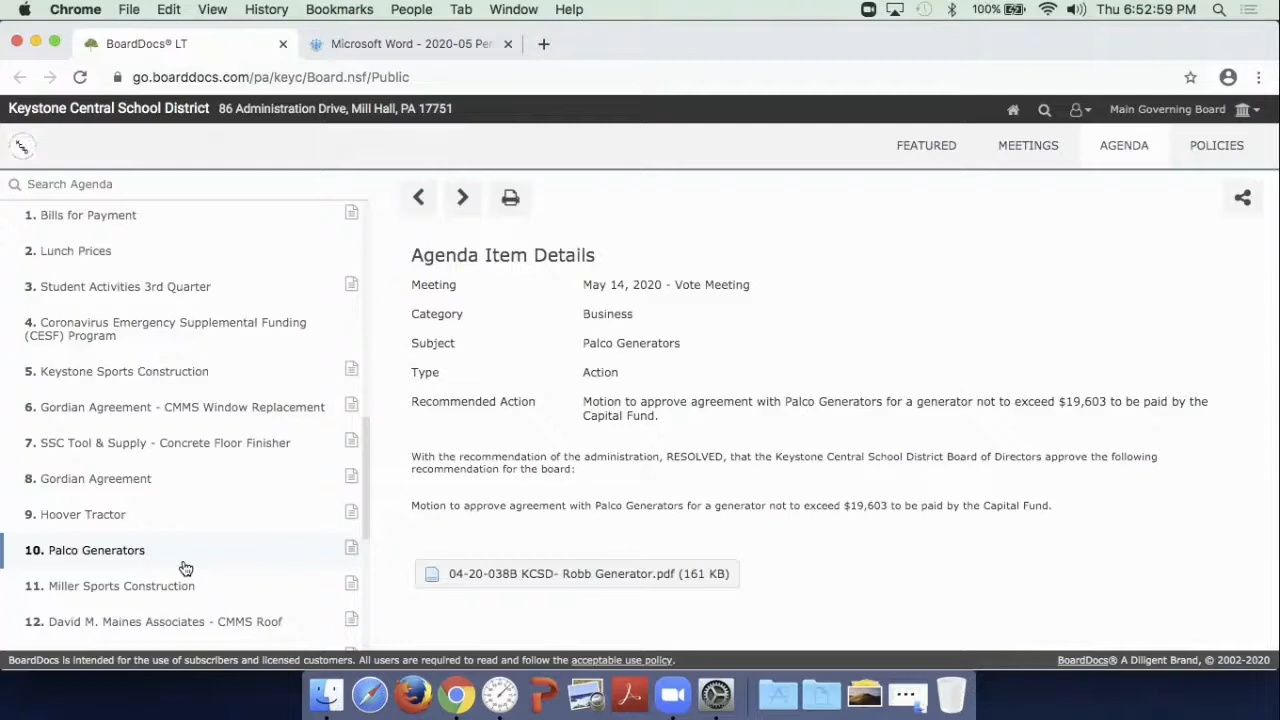 Chrome File Edit View History Bookmarks People Tab Window Help 100% Thu 6:52:59 PM
BoardDocs® LT Microsoft Word - 2020-05 Per
go.boarddocs.com/pa/keyc/Board.nsf/Public
Keystone Central School District 86 Administration Drive, Mill Hall, PA 17751 Main Governing Board
FEATURED MEETINGS AGENDA POLICIES
Search Agenda
1. Bills for Payment
2. Lunch Prices
3. Student Activities 3rd Quarter
4. Coronavirus Emergency Supplemental Funding
(CESF) Program
5. Keystone Sports Construction
6. Gordian Agreement - CMMS Window Replacement
7. SSC Tool & Supply - Concrete Floor Finisher
8. Gordian Agreement
9. Hoover Tractor
10. Palco Generators
11. Miller Sports Construction
12. David M. Maines Associates - CMMS Roof
Agenda Item Details
Meeting May 14, 2020 - Vote Meeting
Category Business
Subject Palco Generators
Type Action
Recommended Action Motion to approve agreement with Palco Generators for a generator not to exceed $19,603 to be paid by the
Capital Fund.
With the recommendation of the administration, RESOLVED, that the Keystone Central School District Board of Directors approve the following
recommendation for the board:
Motion to approve agreement with Palco Generators for a generator not to exceed $19,603 to be paid by the Capital Fund.
04-20-038B KCSD- Robb Generator.pdf (161 KB)
BoardDocs is intended for the use of subscribers and licensed customers. All users are required to read and follow the acceptable use policy. BoardDocs® A Diligent Brand, © 2002-2020